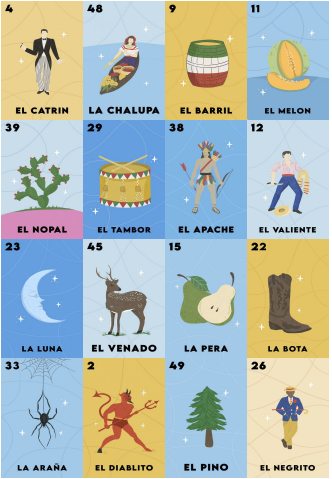 4 48 9 11
EL CATRIN LA CHALUPA EL BARRIL EL MELON
39 29 38 12
EL NOPAL EL TAMBOR EL APACHE EL VALIENTE
23 45 15 22
LA LUNA EL VENADO LA PERA LA BOTA
33 2 49 26
LA ARAÑA EL DIABLITO EL PINO EL NEGRITO